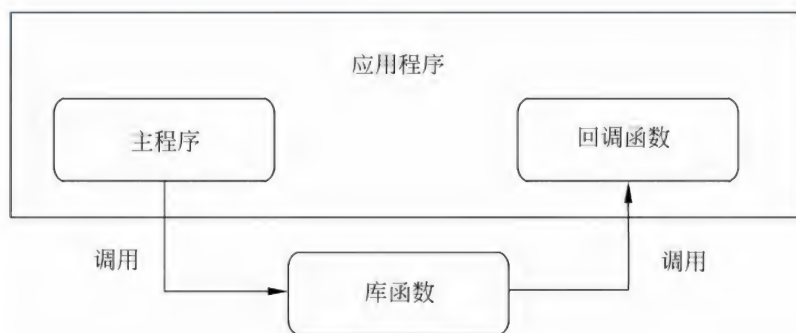 应用程序
主程序
回调函数
调用
调用
库函数